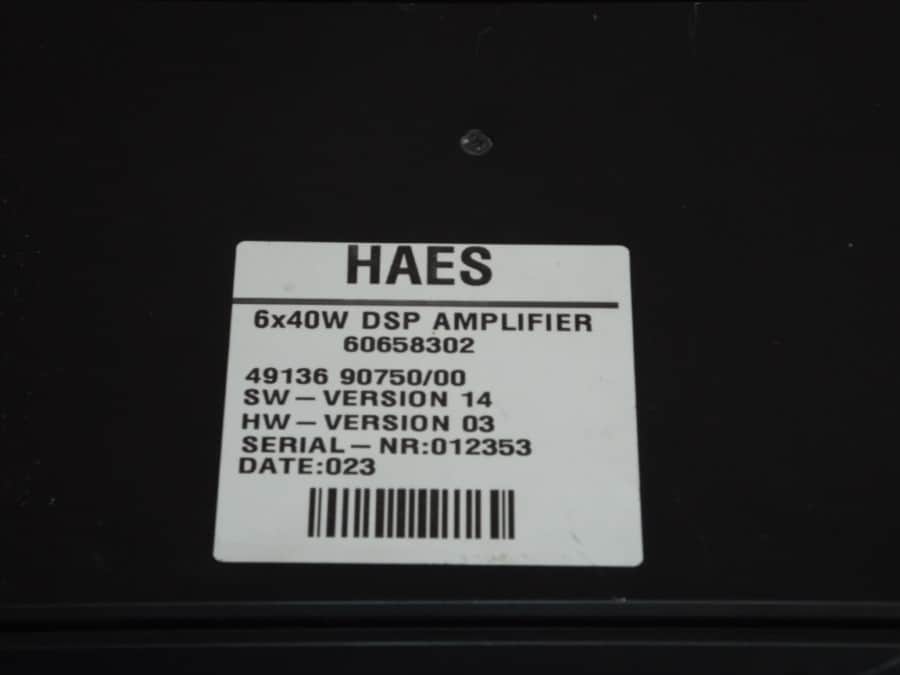 HAES
6x40W DSP AMPLIFIER
60658302
49136 90750/00
SW-VERSION 14
HW-VERSION 03
SERIAL-NR:012353
DATE:023